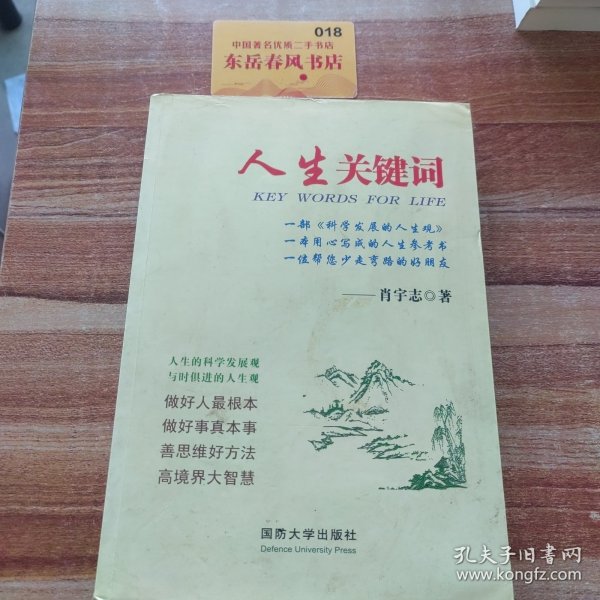 018
中国著名优质二手书店
东岳春风书店
人生关键词
KEY WORDS FOR LIFE
一部《科学发展的人生观》
一本用心写成的人生参考书
一位帮您少走弯路的好朋友
——肖宇志◎著
人生的科学发展观
与时俱进的人生观
做好人最根本
做好事真本事
善思维好方法
高境界大智慧
国防大学出版社
Defence University Press
孔夫子旧书网
www.kongfz.com